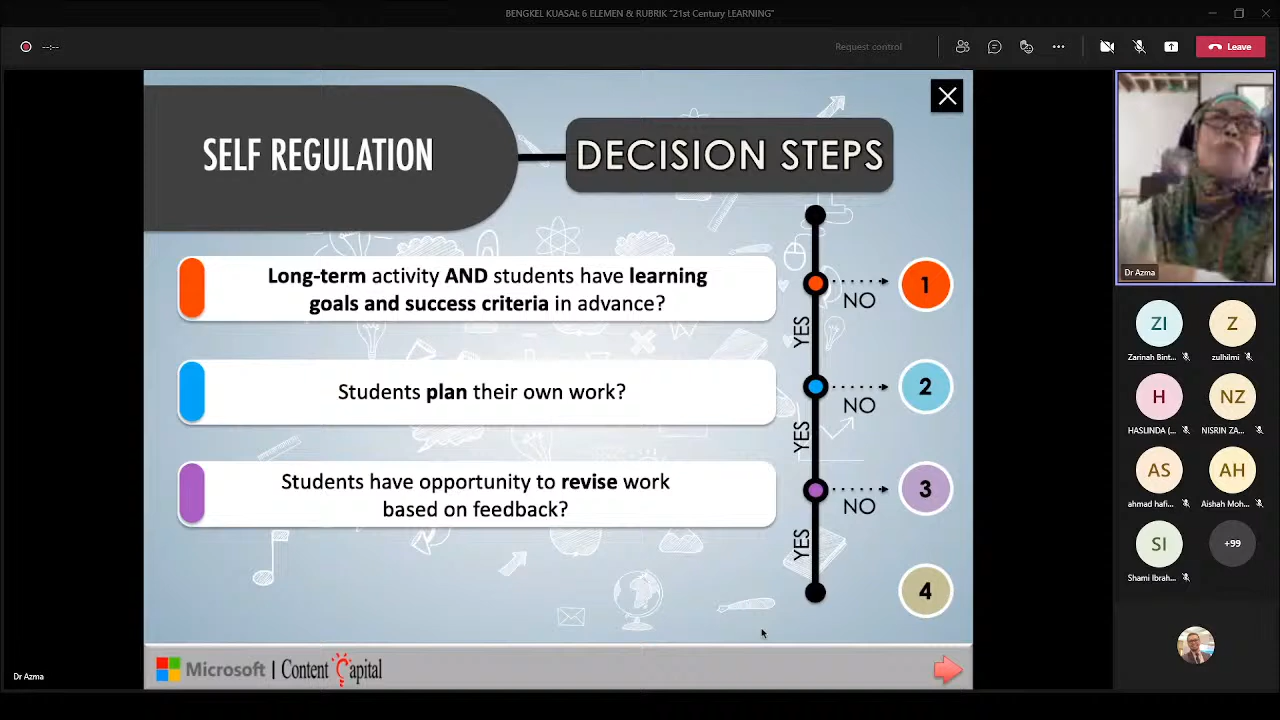 BENGKEL KUASAI: 6 ELEMEN & RUBRIK "21st Century LEARNING"
--:--
Request control
Leave
SELF REGULATION
DECISION STEPS
Long-term activity AND students have learning
goals and success criteria in advance?
NO
1
YES
Students plan their own work?
NO
2
YES
Students have opportunity to revise work
based on feedback?
NO
3
YES
4
Microsoft | Content Capital
Dr Azma
Dr Azma
ZI
Z
Zarinah Bint...
zulhilmi
H
NZ
HASLINDA (...
NISRIN ZA...
AS
AH
ahmad hafi...
Aishah Moh...
SI
+99
Shami Ibrah...